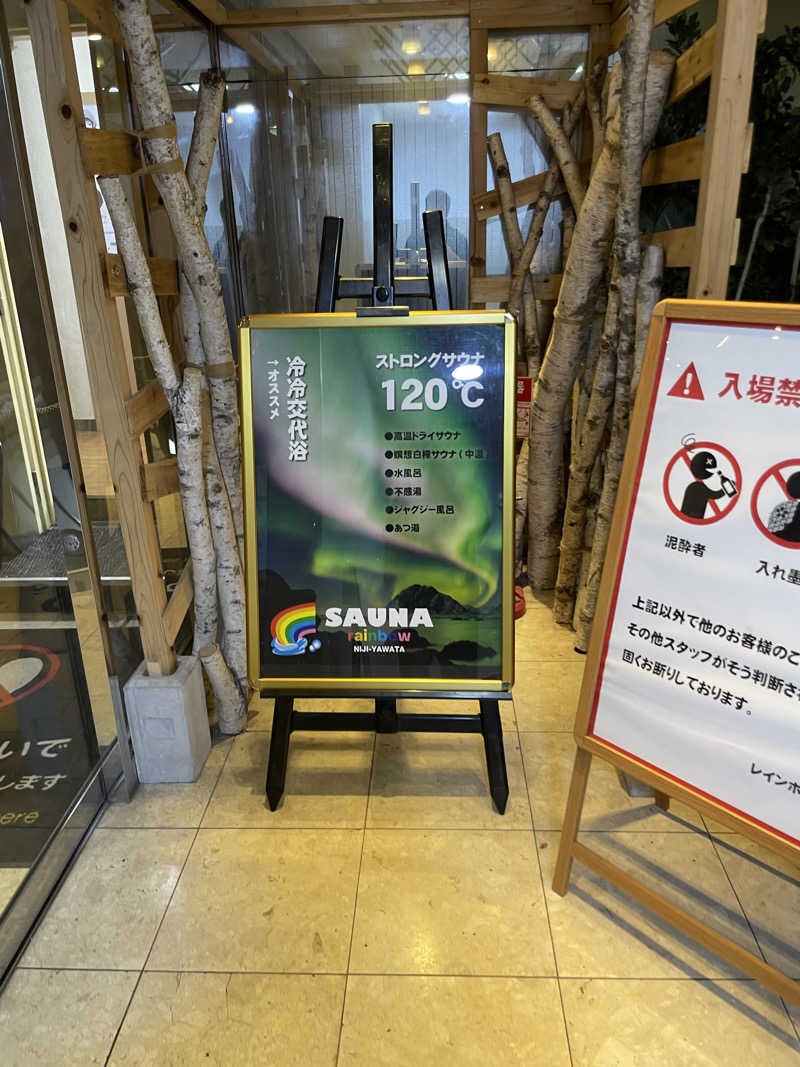 冷冷交代浴
↑オススメ
ストロングサウナ
120℃
●高温ドライサウナ
●瞑想白樺サウナ(中温)
●水風呂
●不感湯
●ジャグジー風呂
●あつ湯
SAUNA
rainbow
NIJI-YAWATA
入場禁
泥酔者
入れ墨
上記以外で他のお客様のご
その他スタッフがそう判断さ
固くお断りしております。
レインボ
いで
します
ere